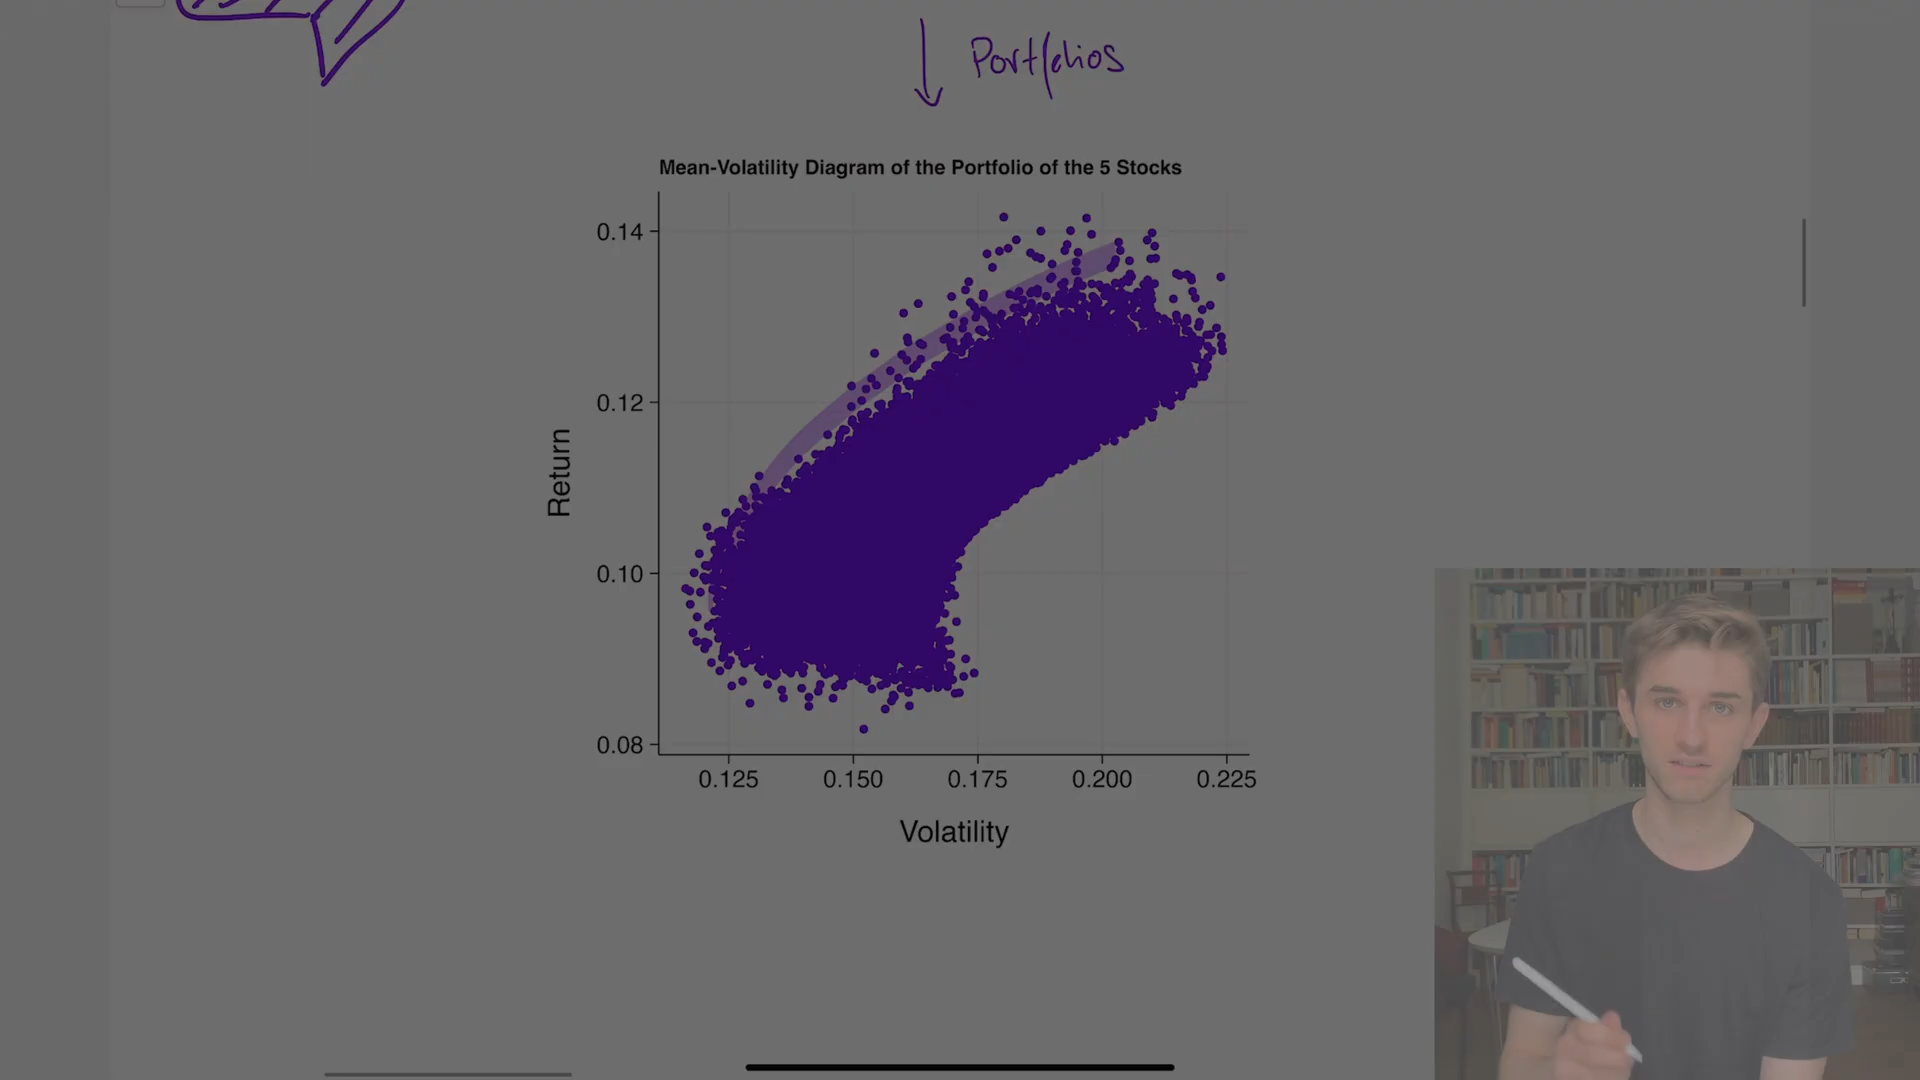 Portfolios
Mean-Volatility Diagram of the Portfolio of the 5 Stocks
0.14
0.12
0.10
0.08
Return
0.125 0.150 0.175 0.200 0.225
Volatility